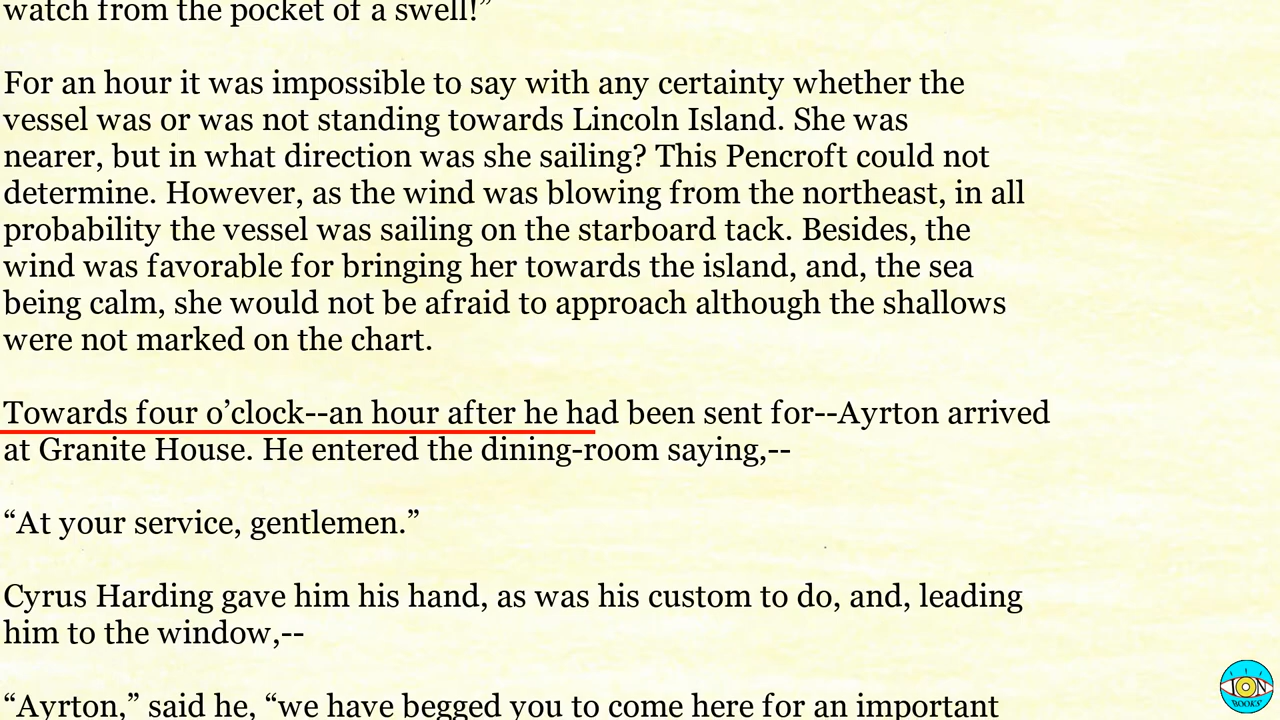 watch from the pocket of a swell!”
For an hour it was impossible to say with any certainty whether the
vessel was or was not standing towards Lincoln Island. She was
nearer, but in what direction was she sailing? This Pencroft could not
determine. However, as the wind was blowing from the northeast, in all
probability the vessel was sailing on the starboard tack. Besides, the
wind was favorable for bringing her towards the island, and, the sea
being calm, she would not be afraid to approach although the shallows
were not marked on the chart.
Towards four o’clock--an hour after he had been sent for--Ayrton arrived
at Granite House. He entered the dining-room saying,--
“At your service, gentlemen.”
Cyrus Harding gave him his hand, as was his custom to do, and, leading
him to the window,--
“Ayrton,” said he, “we have begged you to come here for an important
ION
BOOKS